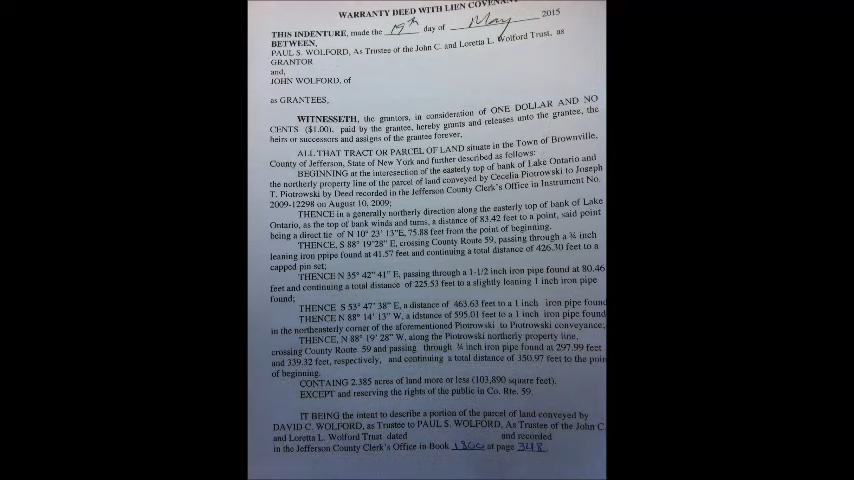 WARRANTY DEED WITH LIEN COVENANT
THIS INDENTURE, made the 19th day of May 2015
BETWEEN,
PAUL S. WOLFORD, As Trustee of the John C. and Loretta L. Wolford Trust, as
GRANTOR
and,
JOHN WOLFORD, of
as GRANTEES,
WITNESSETH, the grantors, in consideration of ONE DOLLAR AND NO
CENTS ($1.00). paid by the grantee, hereby grants and releases unto the grantee, the
heirs or successors and assigns of the grantee forever,
ALL THAT TRACT OR PARCEL OF LAND situate in the Town of Brownville,
County of Jefferson, State of New York and further described as follows:
BEGINNING at the interesection of the easterly top of bank of Lake Ontario and
the northerly property line of the parcel of land conveyed by Cecelia Piotrowski to Joseph
T. Piotrowski by Deed recorded in the Jefferson County Clerk's Office in Instrument No.
2009-12298 on August 10, 2009;
THENCE in a generally northerly direction along the easterly top of bank of Lake
Ontario, as the top of bank winds and turns, a distance of 83.42 feet to a point, said point
being a direct tie of N 10° 23' 13"E, 75.88 feet from the point of beginning.
THENCE, S 88° 19'28" E, crossing County Route 59, passing through a ¾ inch
leaning iron ppipe found at 41.57 feet and continuing a total distance of 426.30 feet to a
capped pin set;
THENCE N 35° 42" 41" E, passing through a 1-1/2 inch iron pipe found at 80.46
feet and continuing a total distance of 225.53 feet to a slightly leaning 1 inch iron pipe
found;
THENCE S 53° 47' 38" E, a distance of 463.63 feet to a 1 inch iron pipe found
THENCE N 88° 14' 13" W, a idstance of 595.01 feet to a 1 inch iron pipe found
in the northeasterly corner of the aforementioned Piotrowski to Piotrowski conveyance;
THENCE, N 88° 19' 28" W, along the Piotrowski northerly property line,
crossing County Route 59 and passing through ¾ inch iron pipe found at 297.99 feet
and 339.32 feet, respectively, and continuing a total distance of 350.97 feet to the poin
of beginning.
CONTAING 2.385 acres of land more or less (103,890 square feet).
EXCEPT and reserving the rights of the public in Co. Rte. 59.
IT BEING the intent to describe a portion of the parcel of land conveyed by
DAVID C. WOLFORD, as Trustee to PAUL S. WOLFORD, As Trustee of the John C.
and Loretta L. Wolford Trust dated and recorded
in the Jefferson County Clerk's Office in Book 1300 at page 348.